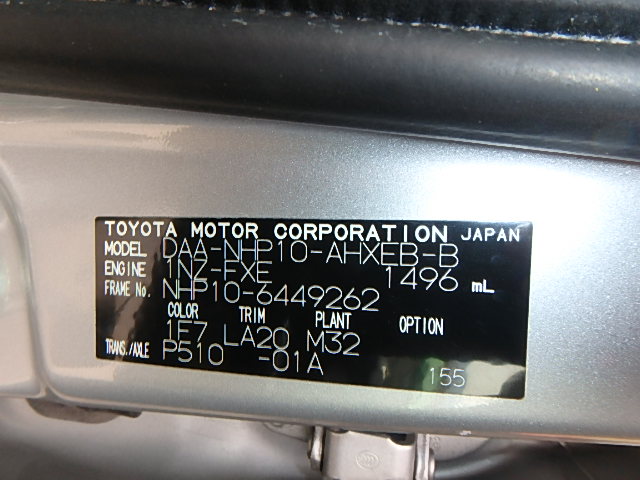 TOYOTA MOTOR CORPORATION JAPAN
MODEL DAA-NHP10-AHXEB-B
ENGINE 1NZ-FXE 1496 mL
FRAME No. NHP10-6449262
COLOR TRIM PLANT OPTION
1F7 LA20 M32
TRANS./AXLE P510 -01A
155